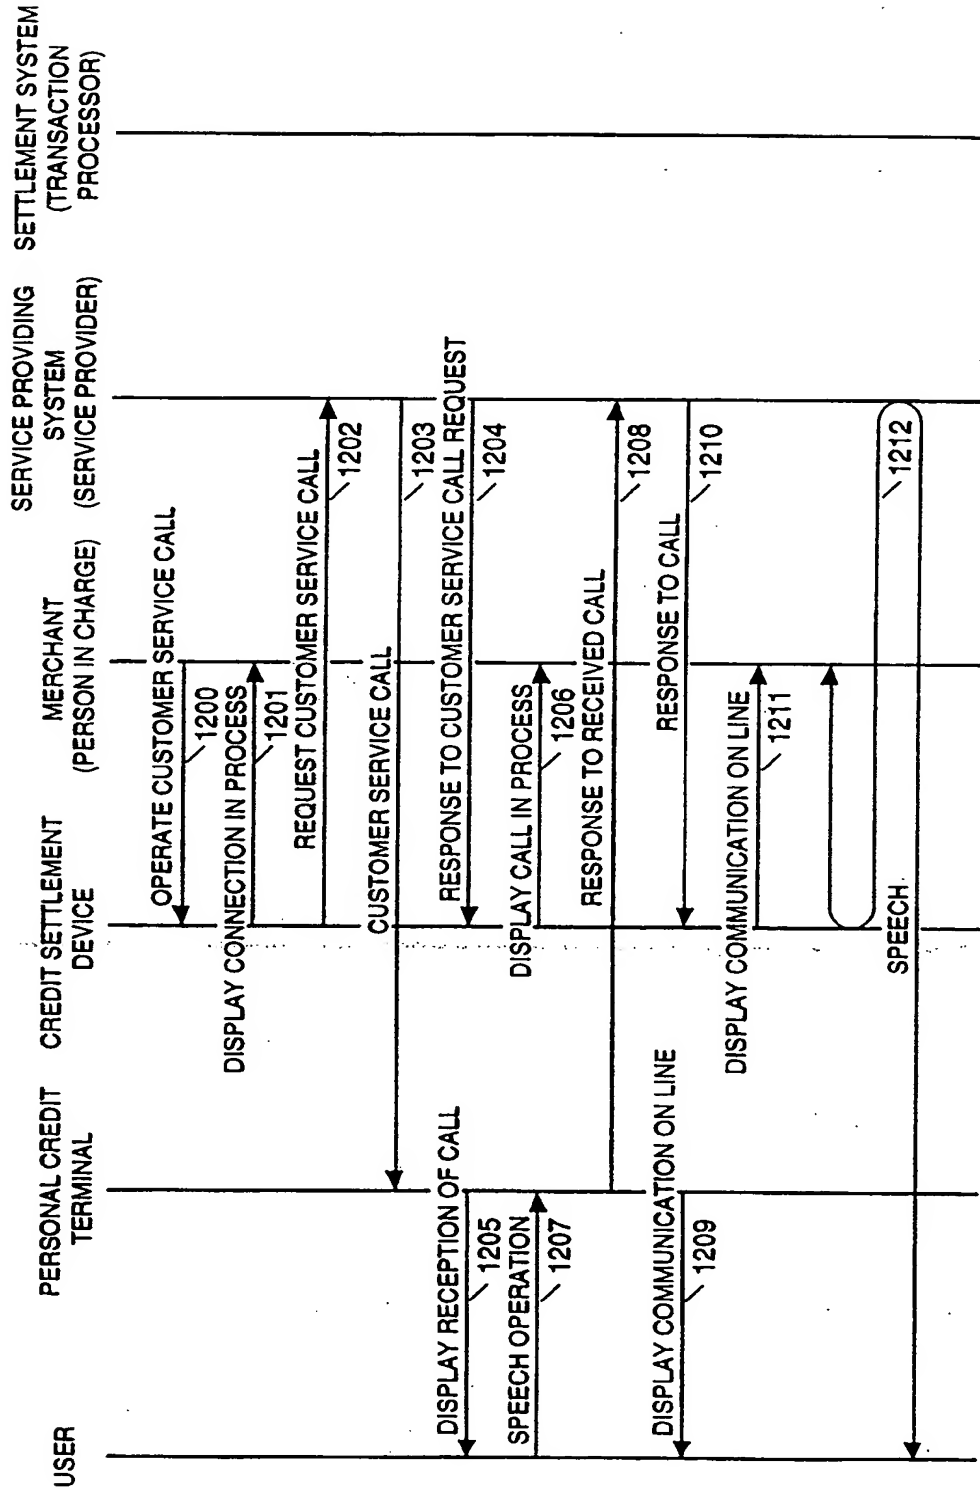 USER
PERSONAL CREDIT
TERMINAL
CREDIT SETTLEMENT
DEVICE
MERCHANT
(PERSON IN CHARGE)
SERVICE PROVIDING
SYSTEM
(SERVICE PROVIDER)
SETTLEMENT SYSTEM
(TRANSACTION
PROCESSOR)
OPERATE CUSTOMER SERVICE CALL
1200
DISPLAY CONNECTION IN PROCESS
1201
REQUEST CUSTOMER SERVICE CALL
1202
CUSTOMER SERVICE CALL
1203
RESPONSE TO CUSTOMER SERVICE CALL REQUEST
1204
DISPLAY RECEPTION OF CALL
1205
DISPLAY CALL IN PROCESS
1206
SPEECH OPERATION
1207
RESPONSE TO RECEIVED CALL
1208
DISPLAY COMMUNICATION ON LINE
1209
RESPONSE TO CALL
1210
DISPLAY COMMUNICATION ON LINE
1211
1212
SPEECH